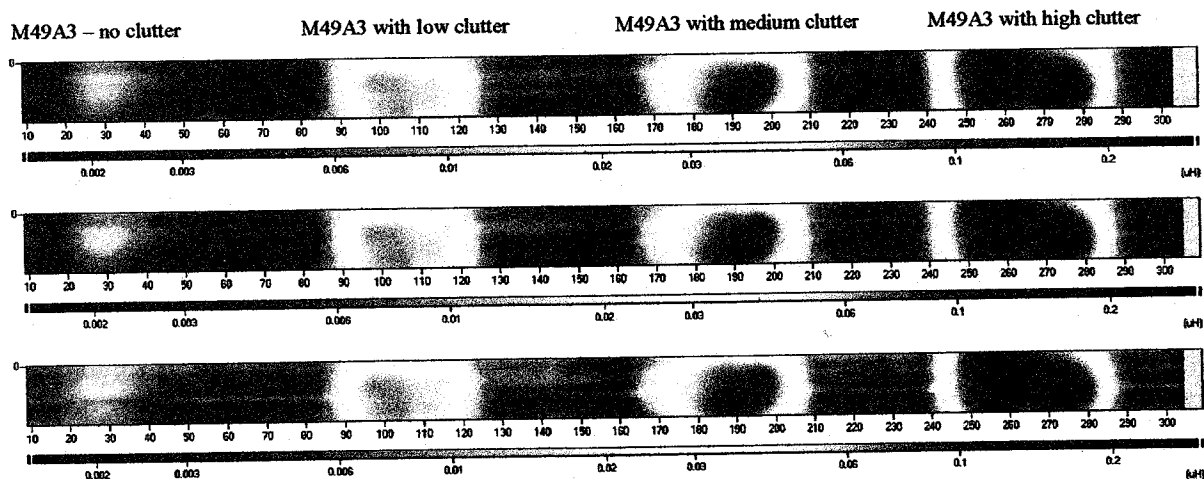 M49A3 – no clutter M49A3 with low clutter M49A3 with medium clutter M49A3 with high clutter
0
10 20 30 40 50 60 70 80 90 100 110 120 130 140 150 160 170 180 190 200 210 220 230 240 250 260 270 280 290 300
0.002 0.003 0.006 0.01 0.02 0.03 0.06 0.1 0.2
(uH)
0
10 20 30 40 50 60 70 80 90 100 110 120 130 140 150 160 170 180 190 200 210 220 230 240 250 260 270 280 290 300
0.002 0.003 0.006 0.01 0.02 0.03 0.06 0.1 0.2
(uH)
0
10 20 30 40 50 60 70 80 90 100 110 120 130 140 150 160 170 180 190 200 210 220 230 240 250 260 270 280 290 300
0.002 0.003 0.006 0.01 0.02 0.03 0.06 0.1 0.2
(uH)